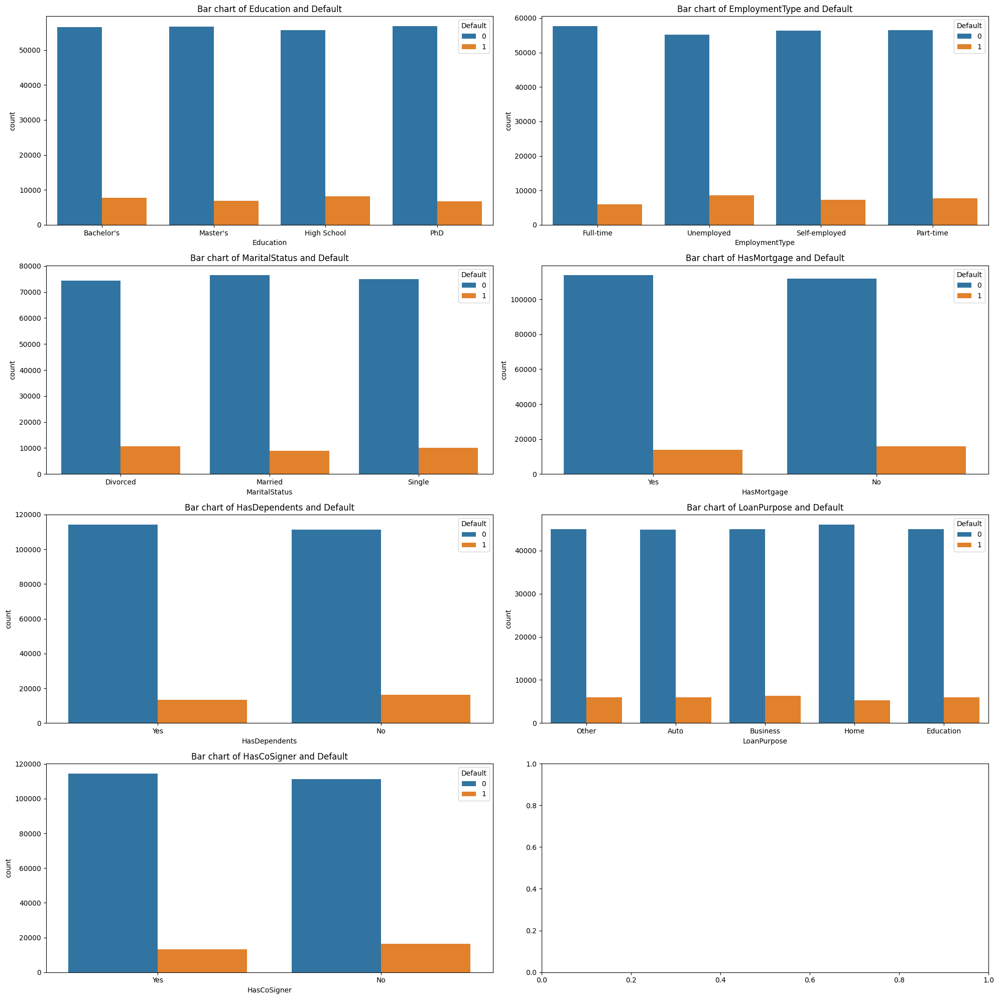 Bar chart of Education and Default
Default
0
1
50000
40000
30000
20000
10000
0
count
Bachelor's Master's High School PhD
Education
Bar chart of EmploymentType and Default
Default
0
1
60000
50000
40000
30000
20000
10000
0
count
Full-time Unemployed Self-employed Part-time
EmploymentType
Bar chart of MaritalStatus and Default
Default
0
1
80000
70000
60000
50000
40000
30000
20000
10000
0
count
Divorced Married Single
MaritalStatus
Bar chart of HasMortgage and Default
Default
0
1
100000
80000
60000
40000
20000
0
count
Yes No
HasMortgage
Bar chart of HasDependents and Default
Default
0
1
120000
100000
80000
60000
40000
20000
0
count
Yes No
HasDependents
Bar chart of LoanPurpose and Default
Default
0
1
40000
30000
20000
10000
0
count
Other Auto Business Home Education
LoanPurpose
Bar chart of HasCoSigner and Default
Default
0
1
120000
100000
80000
60000
40000
20000
0
count
Yes No
HasCoSigner
1.0
0.8
0.6
0.4
0.2
0.0
0.0 0.2 0.4 0.6 0.8 1.0